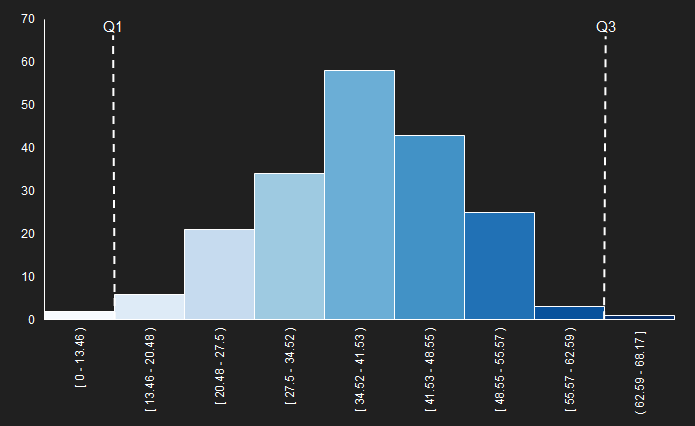 70
Q1
Q3
60
50
40
30
20
10
0
[ 0 - 13.46 )
[ 13.46 - 20.48 )
[ 20.48 - 27.5 )
[ 27.5 - 34.52 )
[ 34.52 - 41.53 )
[ 41.53 - 48.55 )
[ 48.55 - 55.57 )
[ 55.57 - 62.59 )
( 62.59 - 68.17 ]